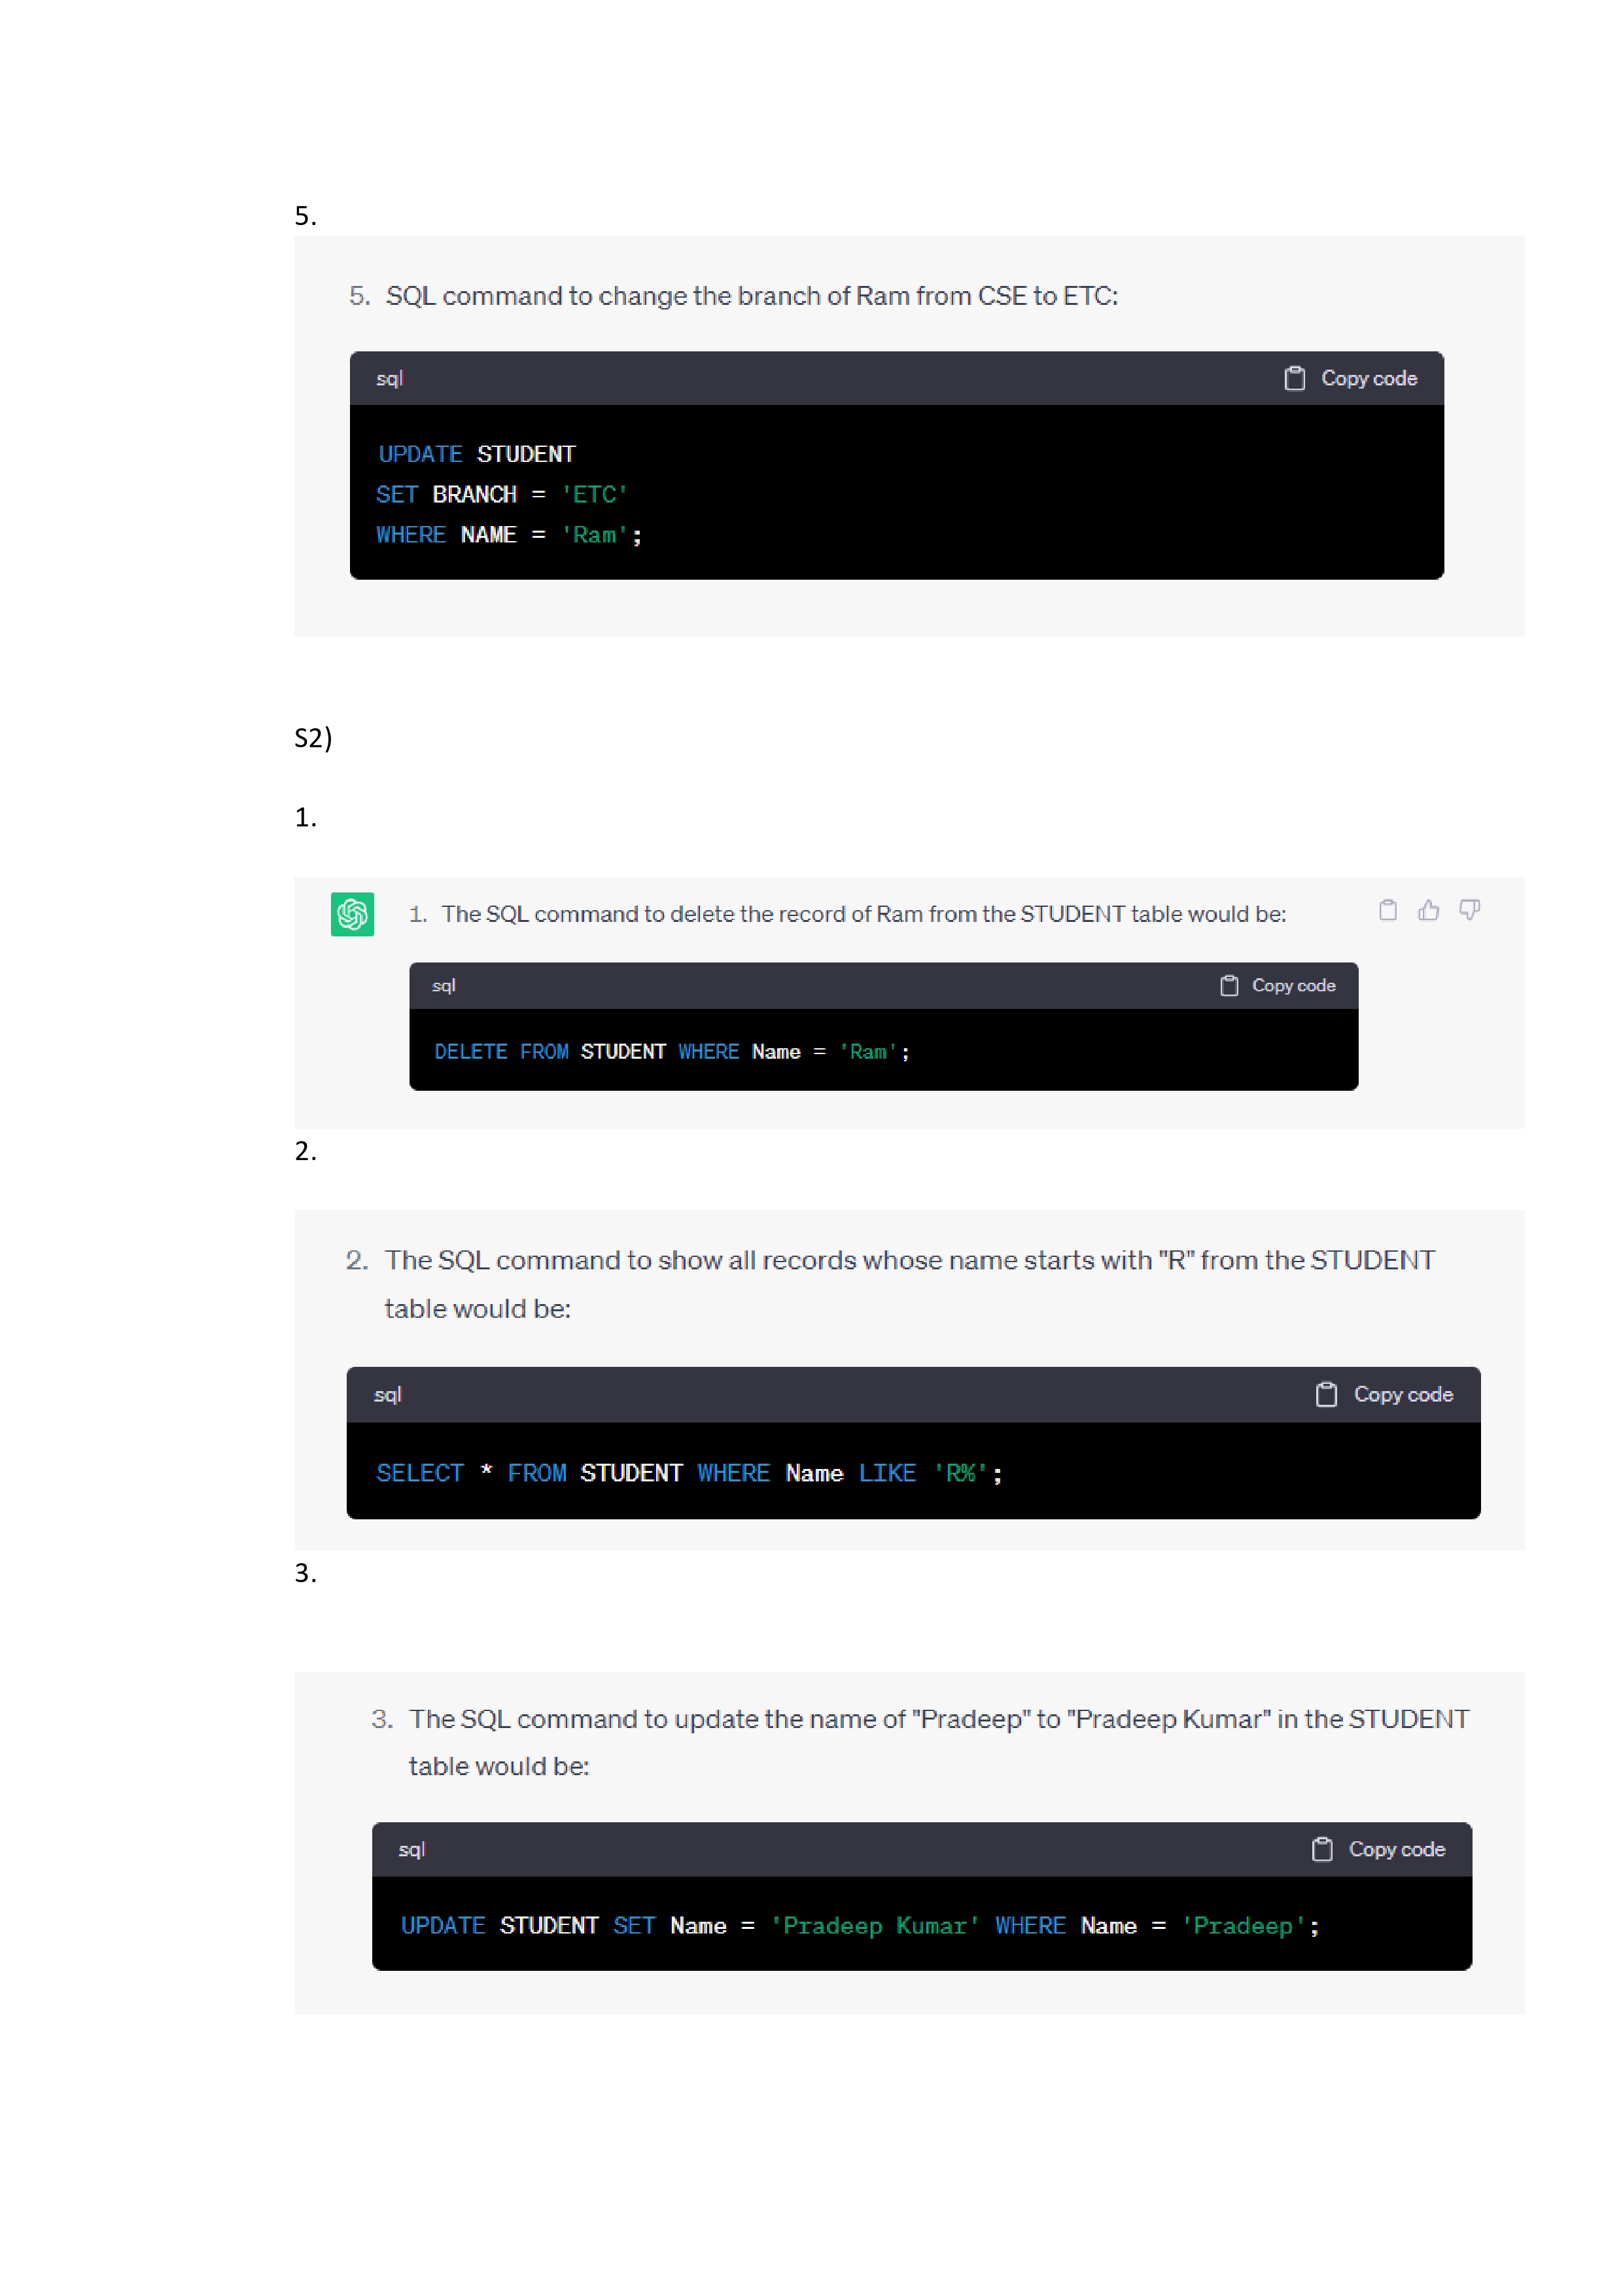 5.
5. SQL command to change the branch of Ram from CSE to ETC:
sql Copy code
UPDATE STUDENT
SET BRANCH = 'ETC'
WHERE NAME = 'Ram';
S2)
1.
1. The SQL command to delete the record of Ram from the STUDENT table would be:
sql Copy code
DELETE FROM STUDENT WHERE Name = 'Ram';
2.
2. The SQL command to show all records whose name starts with "R" from the STUDENT
table would be:
sql Copy code
SELECT * FROM STUDENT WHERE Name LIKE 'R%';
3.
3. The SQL command to update the name of "Pradeep" to "Pradeep Kumar" in the STUDENT
table would be:
sql Copy code
UPDATE STUDENT SET Name = 'Pradeep Kumar' WHERE Name = 'Pradeep';